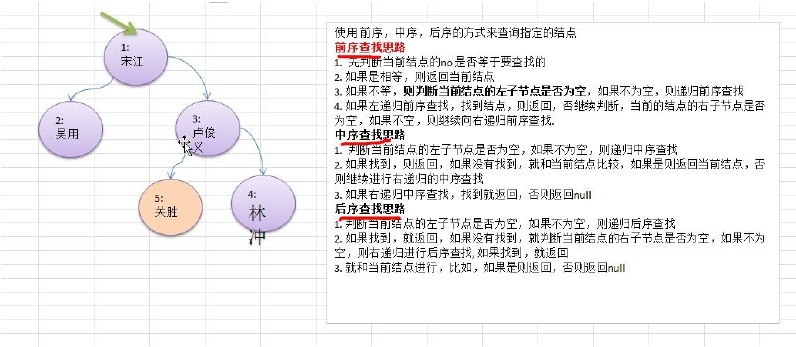 1:
宋江
2:
吴用
3:
卢俊
义
5:
关胜
4:
林
冲
使用前序，中序，后序的方式来查询指定的结点
前序查找思路
1. 先判断当前结点的no是否等于要查找的
2. 如果是相等，则返回当前结点
3. 如果不等，则判断当前结点的左子节点是否为空，如果不为空，则递归前序查找
4. 如果左递归前序查找，找到结点，则返回，否继续判断，当前的结点的右子节点是否
为空，如果不空，则继续向右递归前序查找.
中序查找思路
1. 判断当前结点的左子节点是否为空，如果不为空，则递归中序查找
2. 如果找到，则返回，如果没有找到，就和当前结点比较，如果是则返回当前结点，否
则继续进行右递归的中序查找
3. 如果右递归中序查找，找到就返回，否则返回null
后序查找思路
1. 判断当前结点的左子节点是否为空，如果不为空，则递归后序查找
2. 如果找到，就返回，如果没有找到，就判断当前结点的右子节点是否为空，如果不为
空，则右递归进行后序查找,如果找到，就返回
3. 就和当前结点进行，比如，如果是则返回，否则返回null